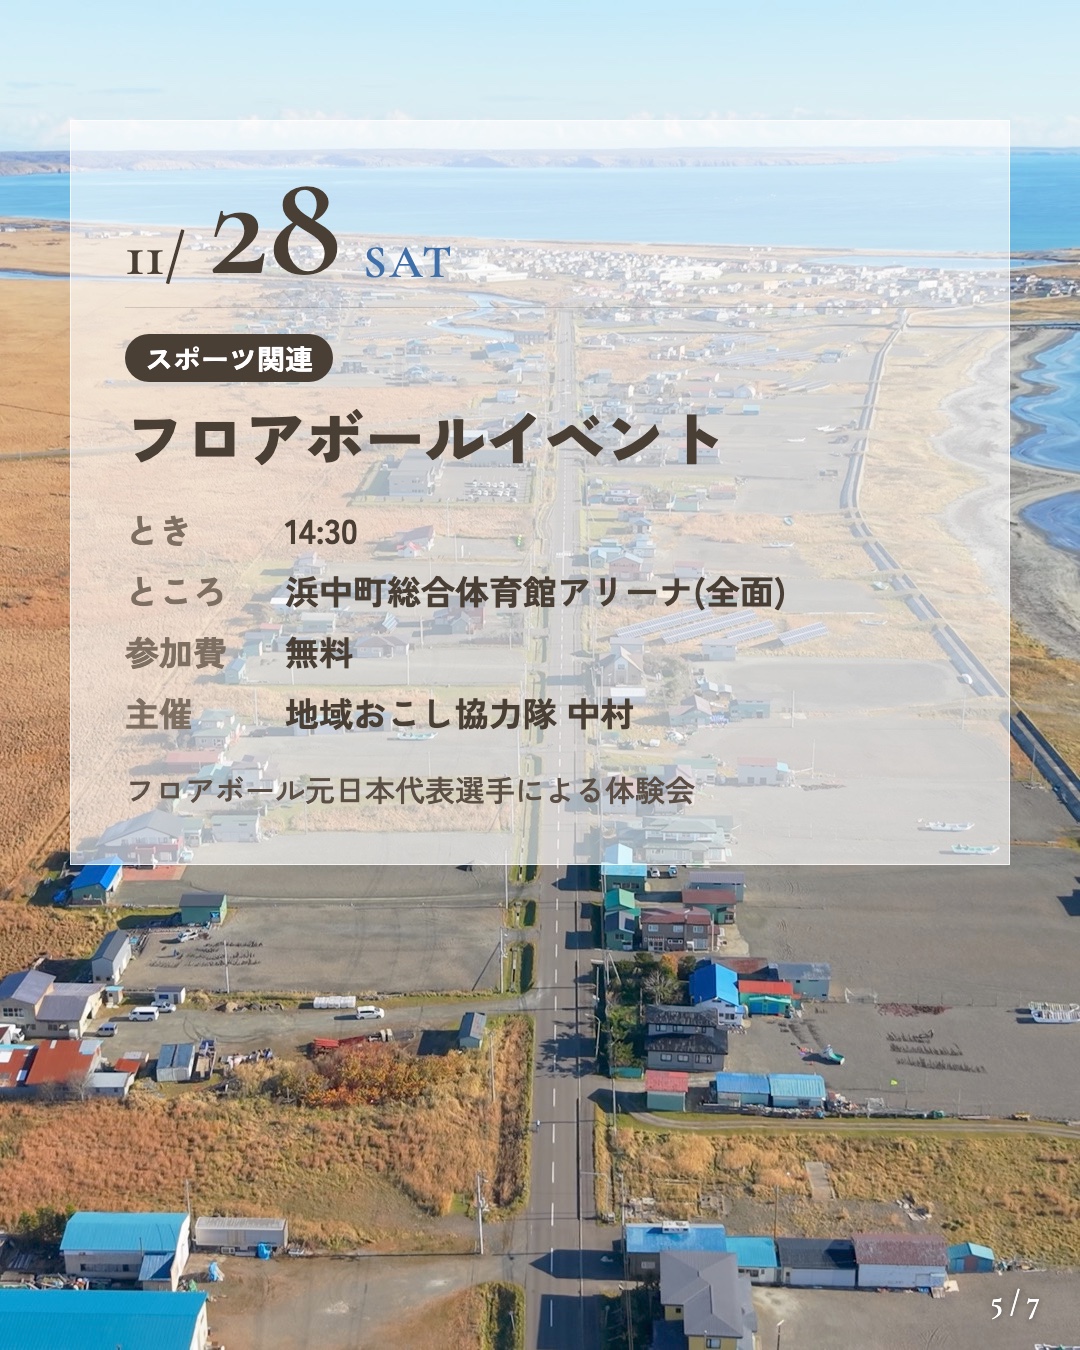 11/ 28 SAT
スポーツ関連
フロアボールイベント
とき 14:30
ところ 浜中町総合体育館アリーナ(全面)
参加費 無料
主催 地域おこし協力隊 中村
フロアボール元日本代表選手による体験会
5/7